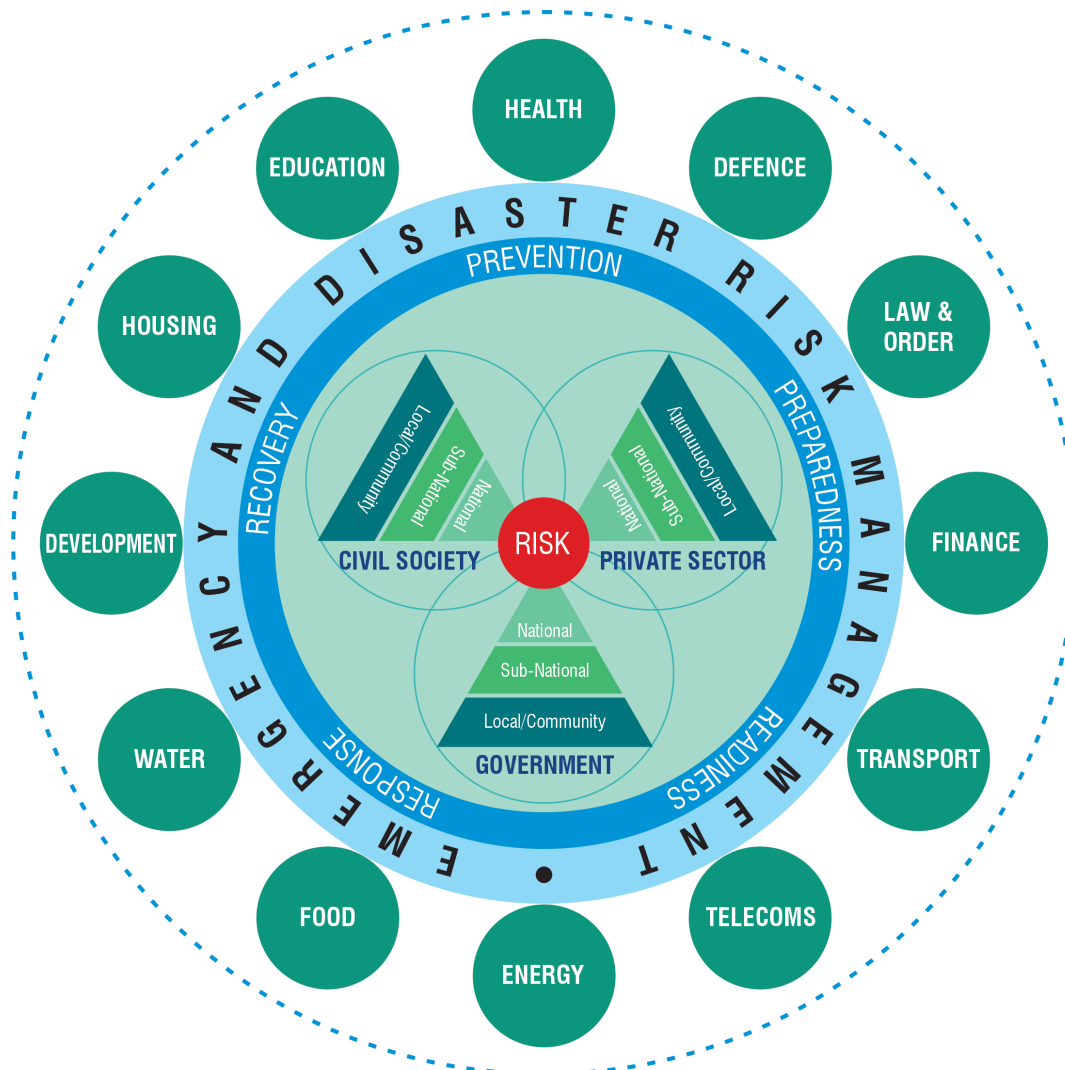 HEALTH
DEFENCE
LAW &
ORDER
FINANCE
TRANSPORT
TELECOMS
ENERGY
FOOD
WATER
DEVELOPMENT
HOUSING
EDUCATION
EMERGENCY AND DISASTER RISK MANAGEMENT •
PREVENTION
PREPAREDNESS
READINESS
RESPONSE
RECOVERY
Local/Community
Sub-National
National
CIVIL SOCIETY
RISK
National
Sub-National
Local/Community
PRIVATE SECTOR
National
Sub-National
Local/Community
GOVERNMENT